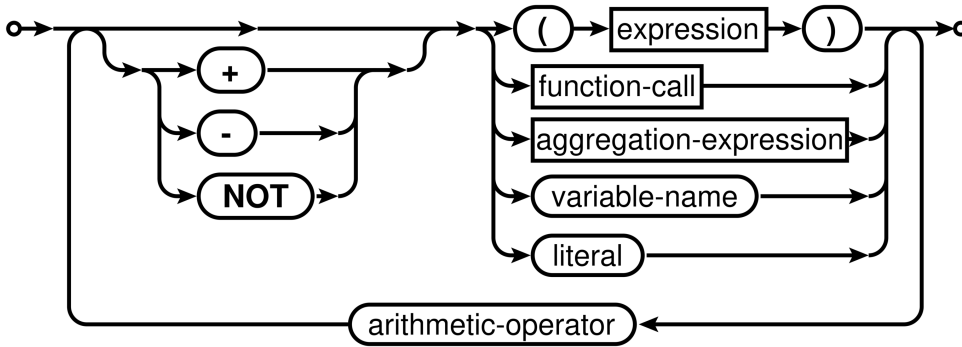 ( expression )
+
function-call
-
aggregation-expression
NOT
variable-name
literal
arithmetic-operator